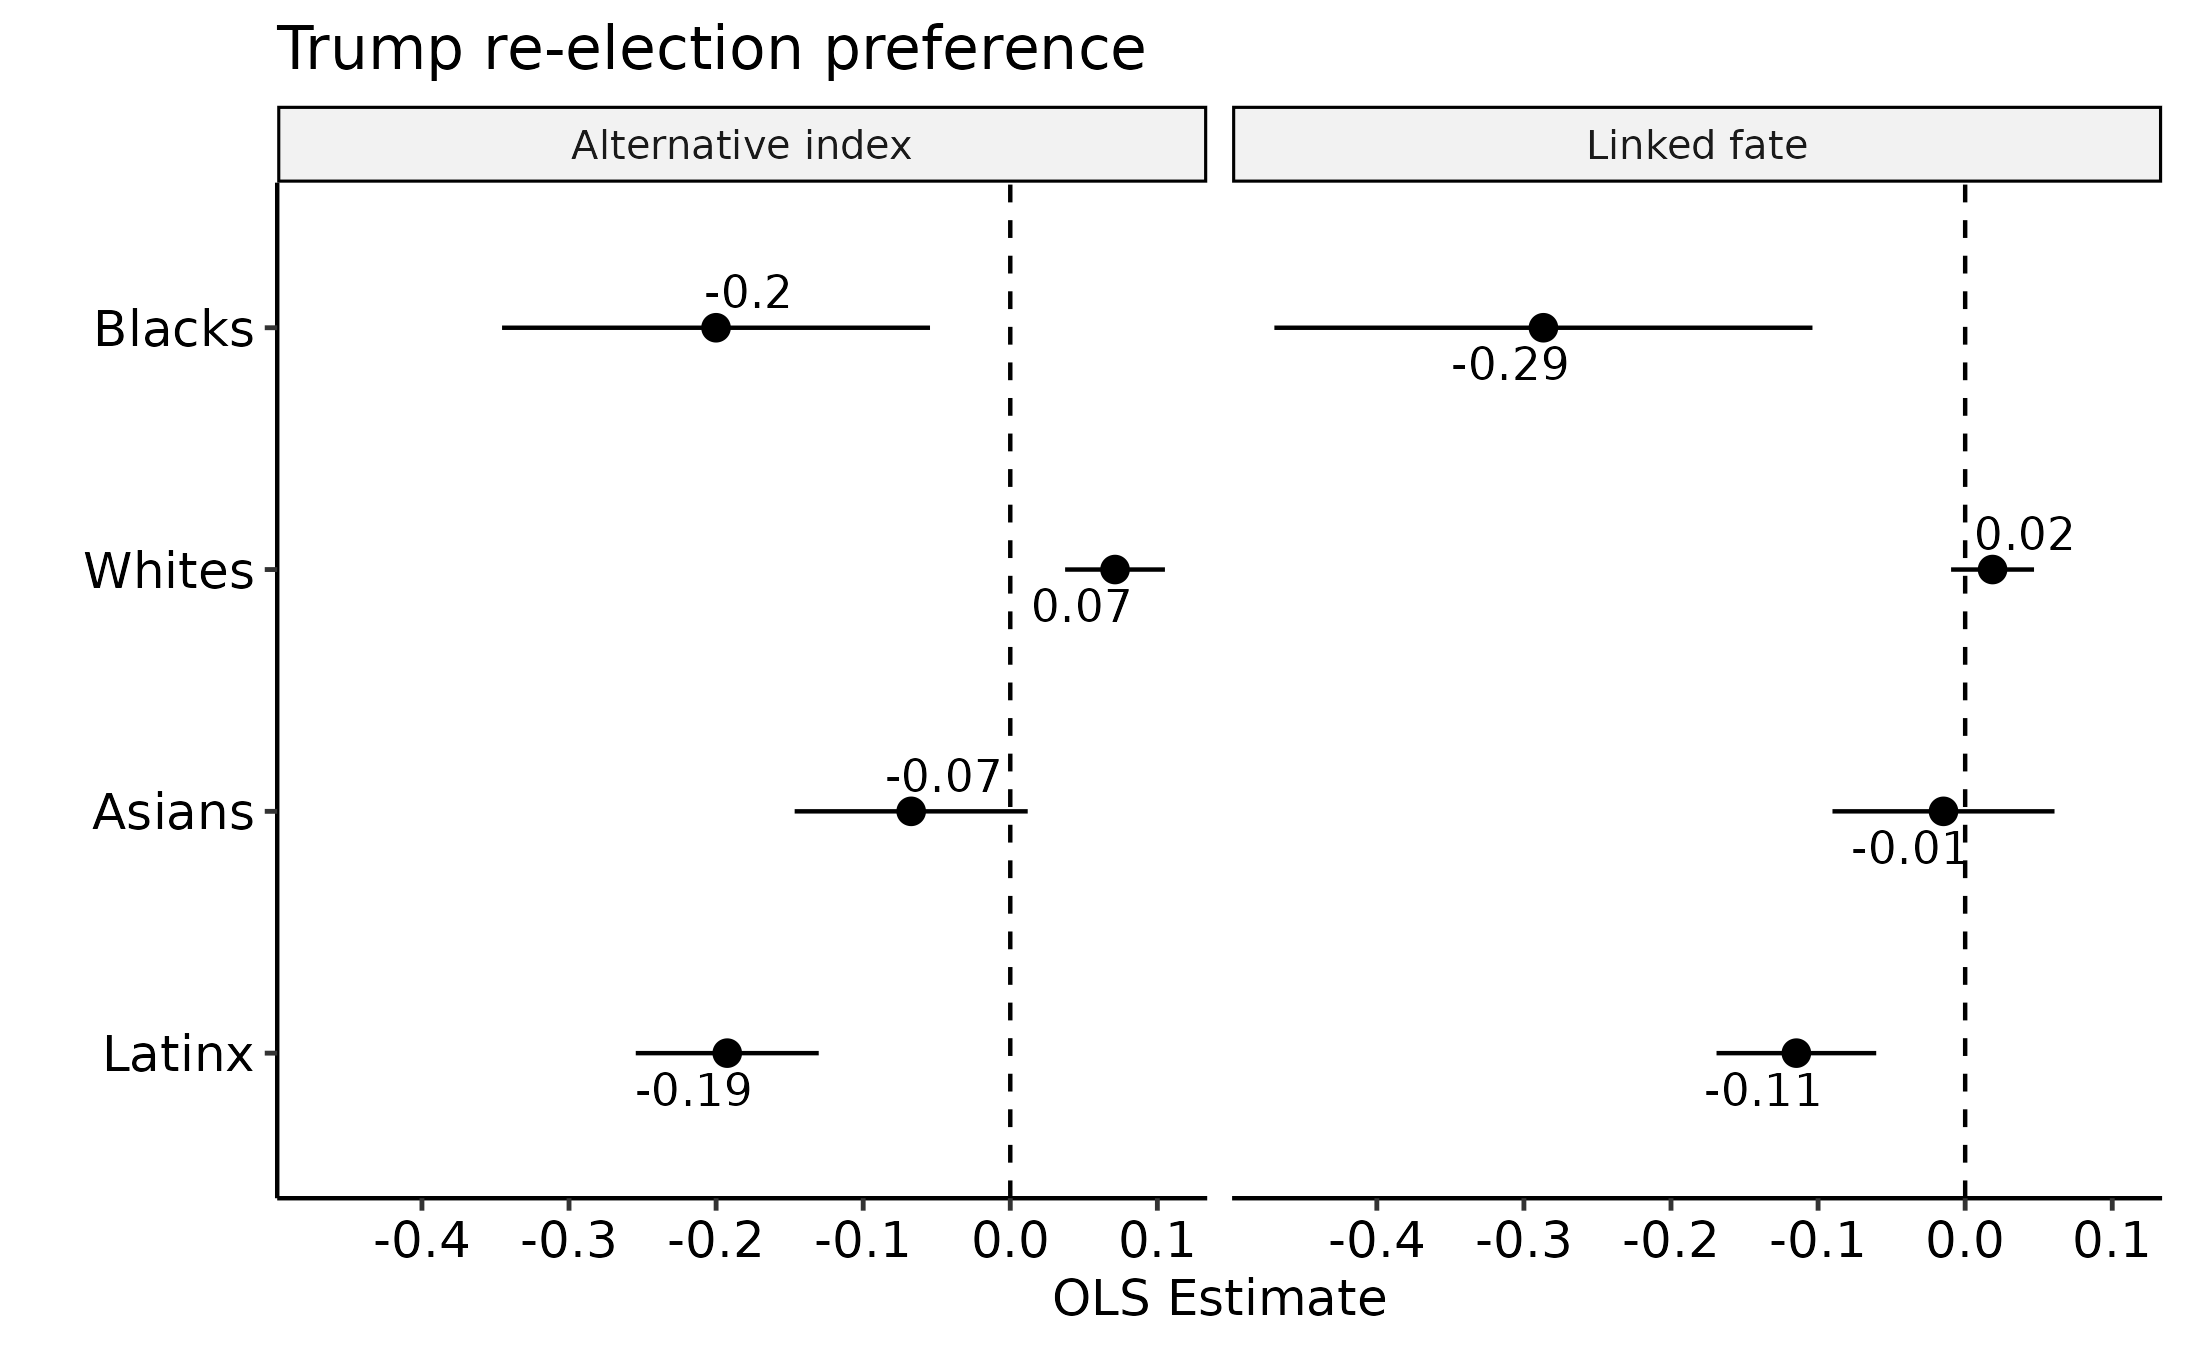 Trump re-election preference
Alternative index
Linked fate
Blacks
-0.2
-0.29
Whites
0.07
0.02
Asians
-0.07
-0.01
Latinx
-0.19
-0.11
-0.4 -0.3 -0.2 -0.1 0.0 0.1
-0.4 -0.3 -0.2 -0.1 0.0 0.1
OLS Estimate